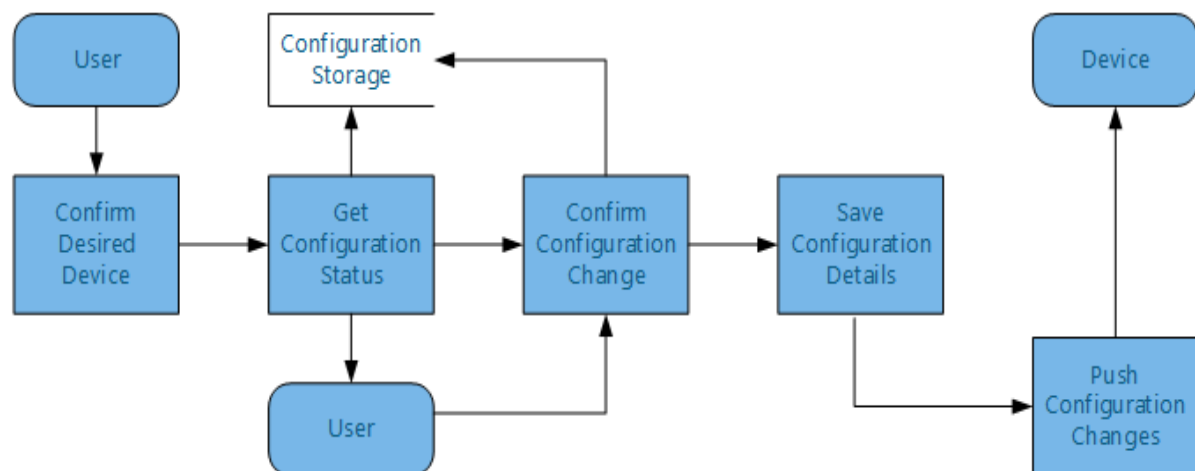 User
Configuration
Storage
Device
Confirm
Desired
Device
Get
Configuration
Status
Confirm
Configuration
Change
Save
Configuration
Details
User
Push
Configuration
Changes